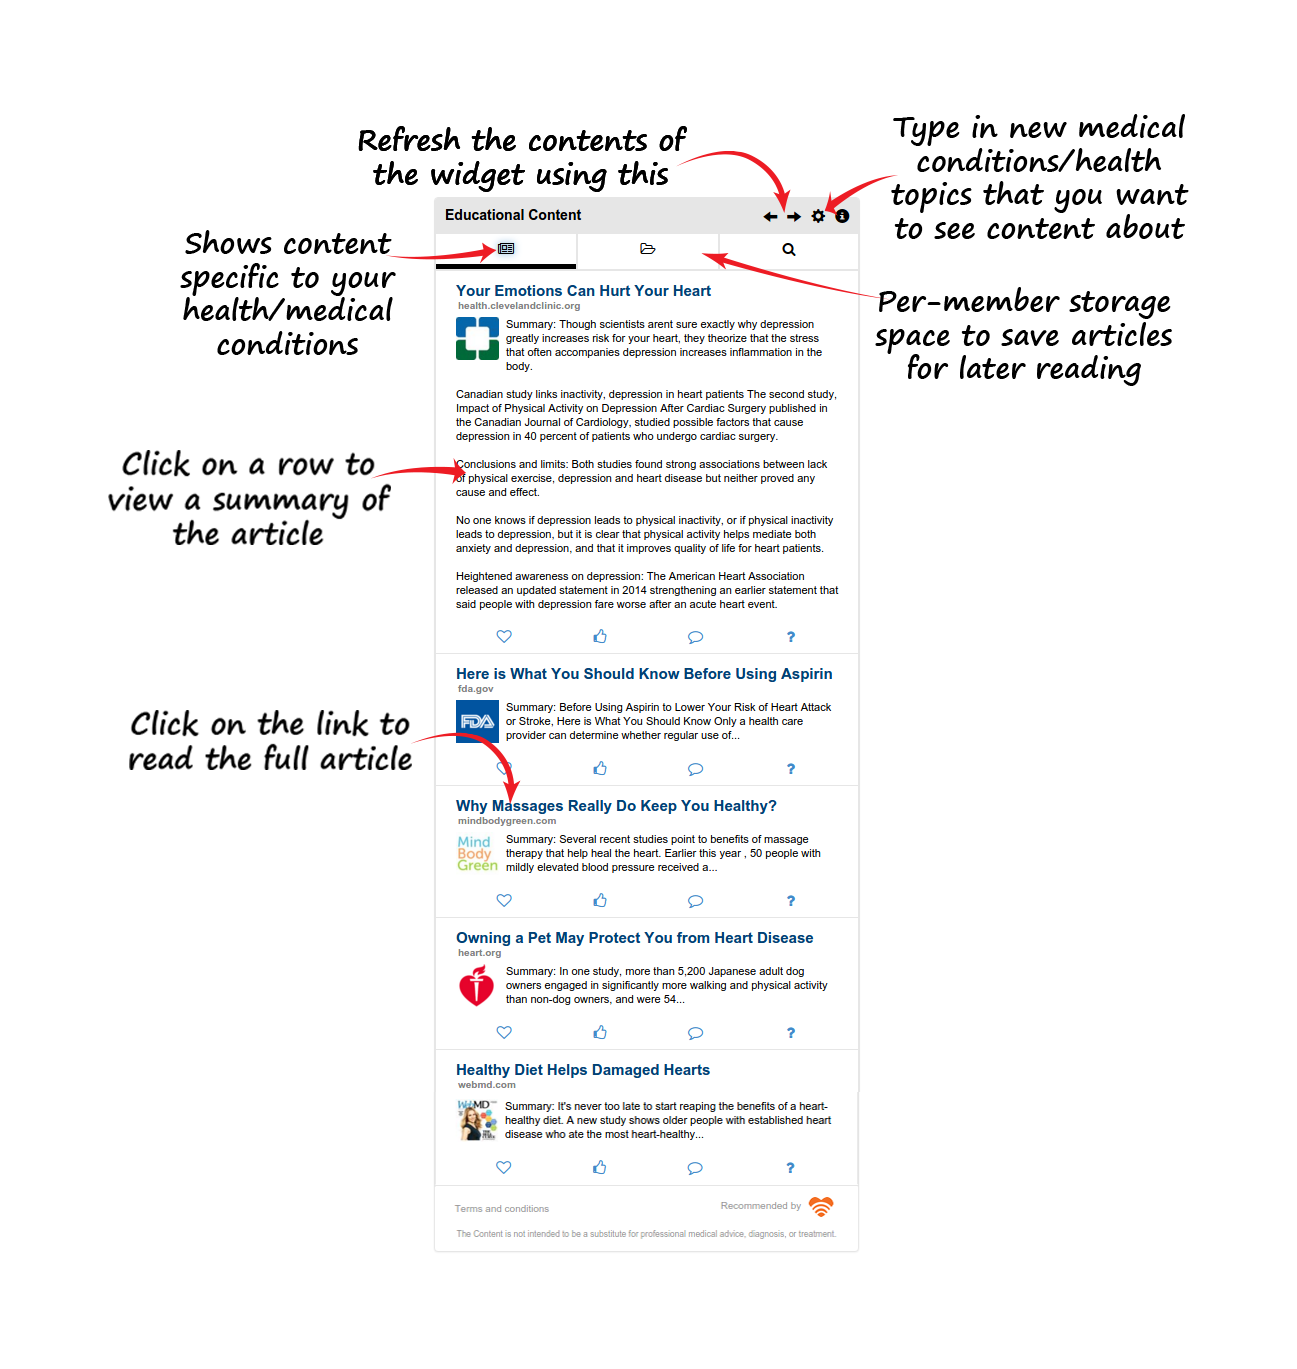 Refresh the contents of
the widget using this
Type in new medical
conditions/health
topics that you want
to see content about
Shows content
specific to your
health/medical
conditions
Per-member storage
space to save articles
for later reading
Click on a row to
view a summary of
the article
Click on the link to
read the full article
Educational Content
Your Emotions Can Hurt Your Heart
health.clevelandclinic.org
Summary: Though scientists arent sure exactly why depression
greatly increases risk for your heart, they theorize that the stress
that often accompanies depression increases inflammation in the
body.
Canadian study links inactivity, depression in heart patients The second study,
Impact of Physical Activity on Depression After Cardiac Surgery published in
the Canadian Journal of Cardiology, studied possible factors that cause
depression in 40 percent of patients who undergo cardiac surgery.
Conclusions and limits: Both studies found strong associations between lack
of physical exercise, depression and heart disease but neither proved any
cause and effect.
No one knows if depression leads to physical inactivity, or if physical inactivity
leads to depression, but it is clear that physical activity helps mediate both
anxiety and depression, and that it improves quality of life for heart patients.
Heightened awareness on depression: The American Heart Association
released an updated statement in 2014 strengthening an earlier statement that
said people with depression fare worse after an acute heart event.
?
Here is What You Should Know Before Using Aspirin
fda.gov
FDA
Summary: Before Using Aspirin to Lower Your Risk of Heart Attack
or Stroke, Here is What You Should Know Only a health care
provider can determine whether regular use of...
?
Why Massages Really Do Keep You Healthy?
mindbodygreen.com
Mind
Body
Green
Summary: Several recent studies point to benefits of massage
therapy that help heal the heart. Earlier this year , 50 people with
mildly elevated blood pressure received a...
?
Owning a Pet May Protect You from Heart Disease
heart.org
Summary: In one study, more than 5,200 Japanese adult dog
owners engaged in significantly more walking and physical activity
than non-dog owners, and were 54...
?
Healthy Diet Helps Damaged Hearts
webmd.com
WebMD
Summary: It's never too late to start reaping the benefits of a heart-
healthy diet. A new study shows older people with established heart
disease who ate the most heart-healthy...
?
Terms and conditions
Recommended by
The Content is not intended to be a substitute for professional medical advice, diagnosis, or treatment.